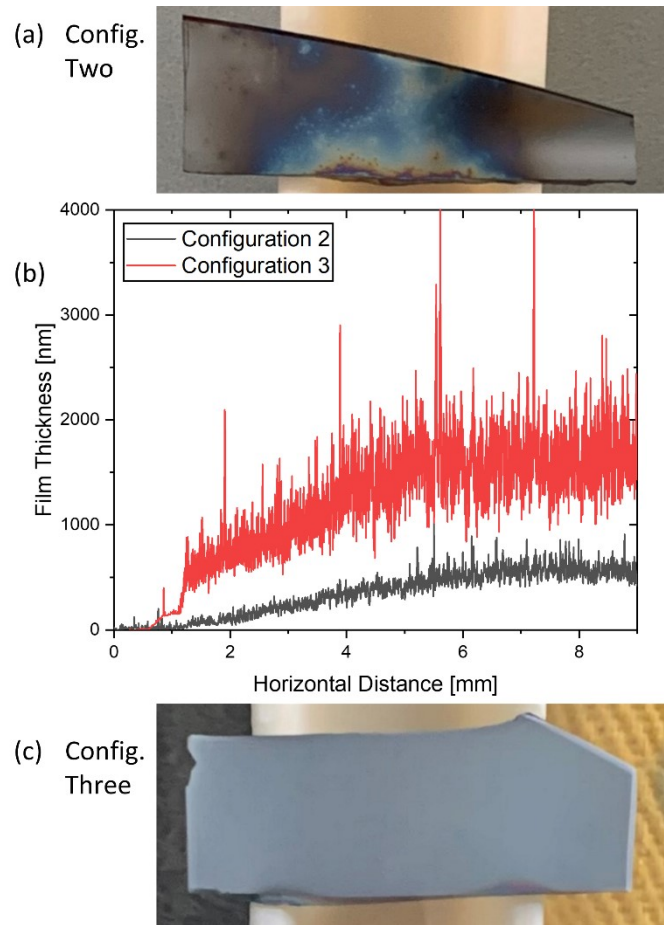 (a) Config.
Two
(b)
4000
3000
2000
1000
0
Film Thickness [nm]
Configuration 2
Configuration 3
0 2 4 6 8
Horizontal Distance [mm]
(c) Config.
Three